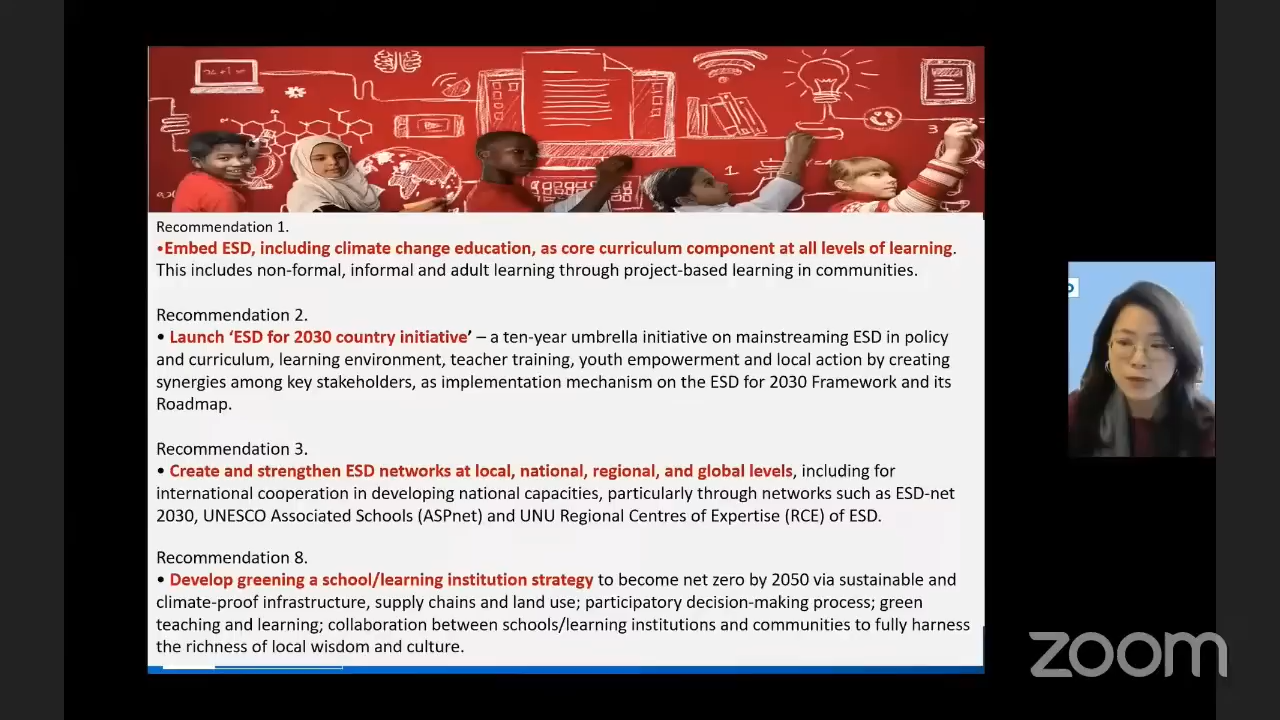 Recommendation 1.
•Embed ESD, including climate change education, as core curriculum component at all levels of learning.
This includes non-formal, informal and adult learning through project-based learning in communities.
Recommendation 2.
• Launch ‘ESD for 2030 country initiative’ – a ten-year umbrella initiative on mainstreaming ESD in policy
and curriculum, learning environment, teacher training, youth empowerment and local action by creating
synergies among key stakeholders, as implementation mechanism on the ESD for 2030 Framework and its
Roadmap.
Recommendation 3.
• Create and strengthen ESD networks at local, national, regional, and global levels, including for
international cooperation in developing national capacities, particularly through networks such as ESD-net
2030, UNESCO Associated Schools (ASPnet) and UNU Regional Centres of Expertise (RCE) of ESD.
Recommendation 8.
• Develop greening a school/learning institution strategy to become net zero by 2050 via sustainable and
climate-proof infrastructure, supply chains and land use; participatory decision-making process; green
teaching and learning; collaboration between schools/learning institutions and communities to fully harness
the richness of local wisdom and culture.
zoom